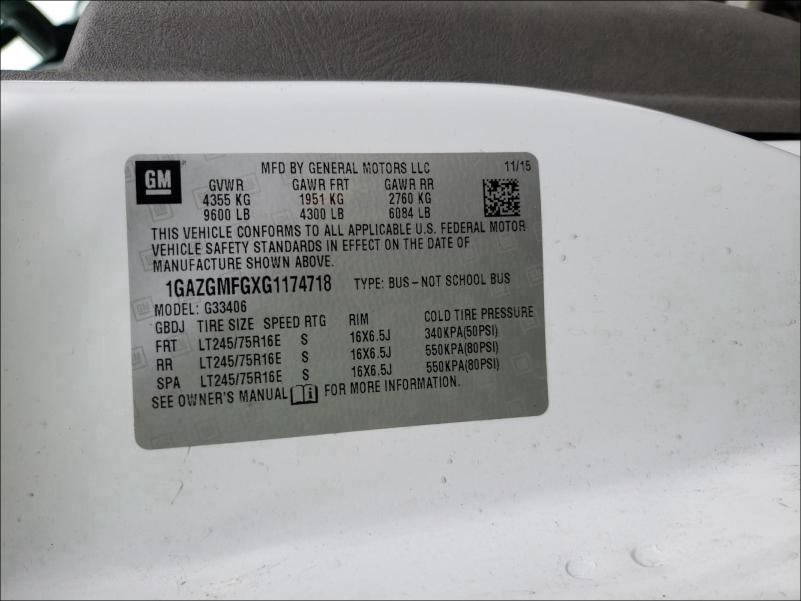 GM
MFD BY GENERAL MOTORS LLC 11/15
GVWR GAWR FRT GAWR RR
4355 KG 1951 KG 2760 KG
9600 LB 4300 LB 6084 LB
THIS VEHICLE CONFORMS TO ALL APPLICABLE U.S. FEDERAL MOTOR
VEHICLE SAFETY STANDARDS IN EFFECT ON THE DATE OF
MANUFACTURE SHOWN ABOVE.
1GAZGMFGXG1174718 TYPE: BUS–NOT SCHOOL BUS
MODEL: G33406
GBDJ TIRE SIZE SPEED RTG RIM COLD TIRE PRESSURE
FRT LT245/75R16E S 16X6.5J 340KPA(50PSI)
RR LT245/75R16E S 16X6.5J 550KPA(80PSI)
SPA LT245/75R16E S 16X6.5J 550KPA(80PSI)
SEE OWNER'S MANUAL i FOR MORE INFORMATION.